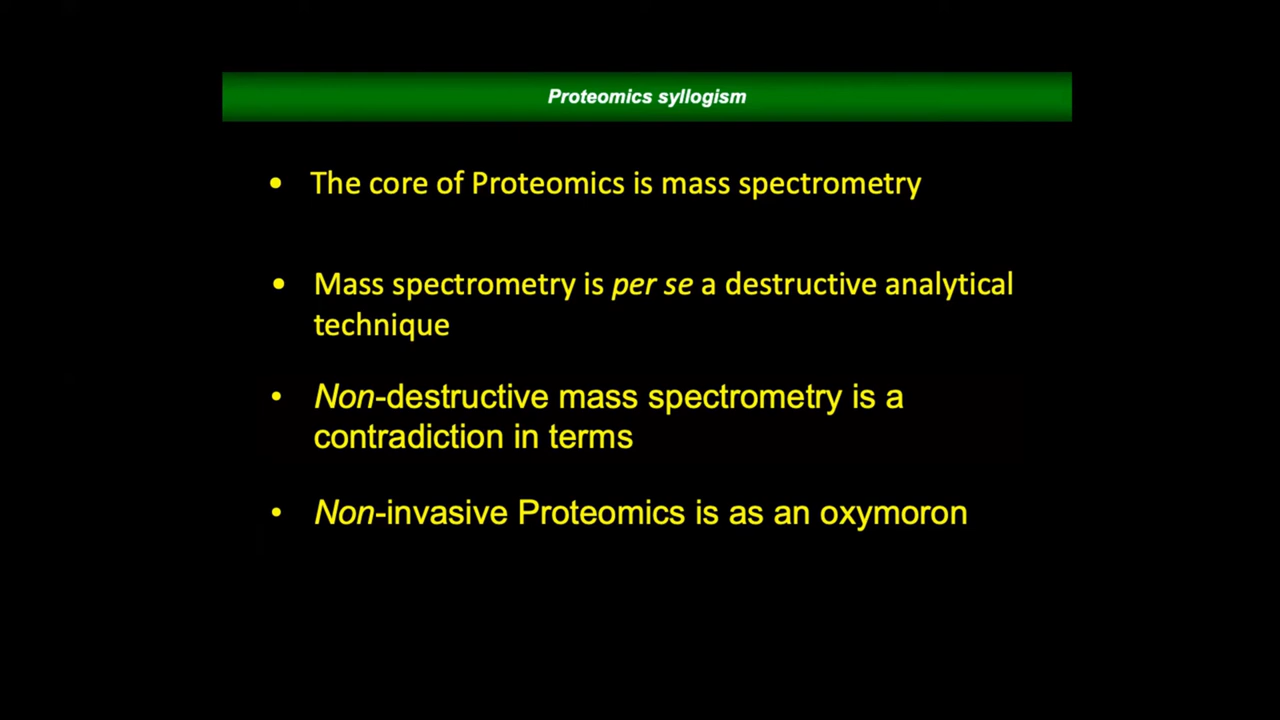 Proteomics syllogism
• The core of Proteomics is mass spectrometry
• Mass spectrometry is per se a destructive analytical
technique
• Non-destructive mass spectrometry is a
contradiction in terms
• Non-invasive Proteomics is as an oxymoron